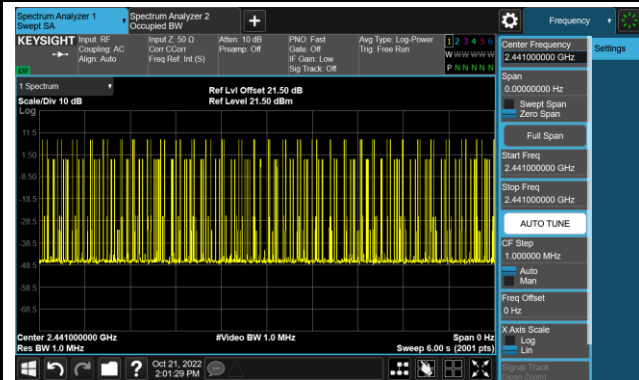 Spectrum Analyzer 1
Swept SA
Spectrum Analyzer 2
Occupied BW
Frequency
KEYSIGHT
Input: RF
Coupling: AC
Align: Auto
Input Z: 50 Ω
Corr CCorr
Freq Ref: Int (S)
Atten: 10 dB
Preamp: Off
PNO: Fast
Gate: Off
IF Gain: Low
Sig Track: Off
Avg Type: Log-Power
Trig: Free Run
1 2 3 4 5 6
W W W W W W
P N N N N N
LXI
1 Spectrum
Scale/Div 10 dB
Ref Lvl Offset 21.50 dB
Ref Level 21.50 dBm
Log
11.5
1.50
-8.50
-18.5
-28.5
-38.5
-48.5
-58.5
-68.5
Center 2.441000000 GHz
Res BW 1.0 MHz
#Video BW 1.0 MHz
Span 0 Hz
Sweep 6.00 s (2001 pts)
Oct 21, 2022
2:01:29 PM
Center Frequency
2.441000000 GHz
Settings
Span
0.00000000 Hz
Swept Span
Zero Span
Full Span
Start Freq
2.441000000 GHz
Stop Freq
2.441000000 GHz
AUTO TUNE
CF Step
1.000000 MHz
Auto
Man
Freq Offset
0 Hz
X Axis Scale
Log
Lin
Signal Track
(Span Zoom)